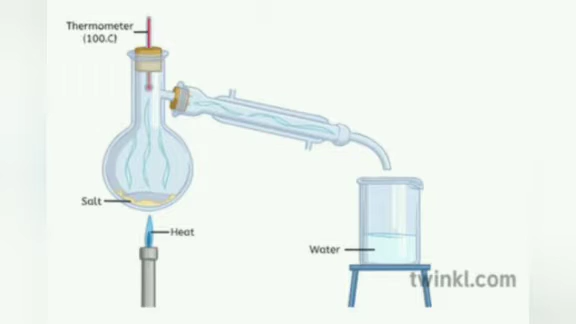 Thermometer
(100.C)
Salt
Heat
Water
twinkl.com